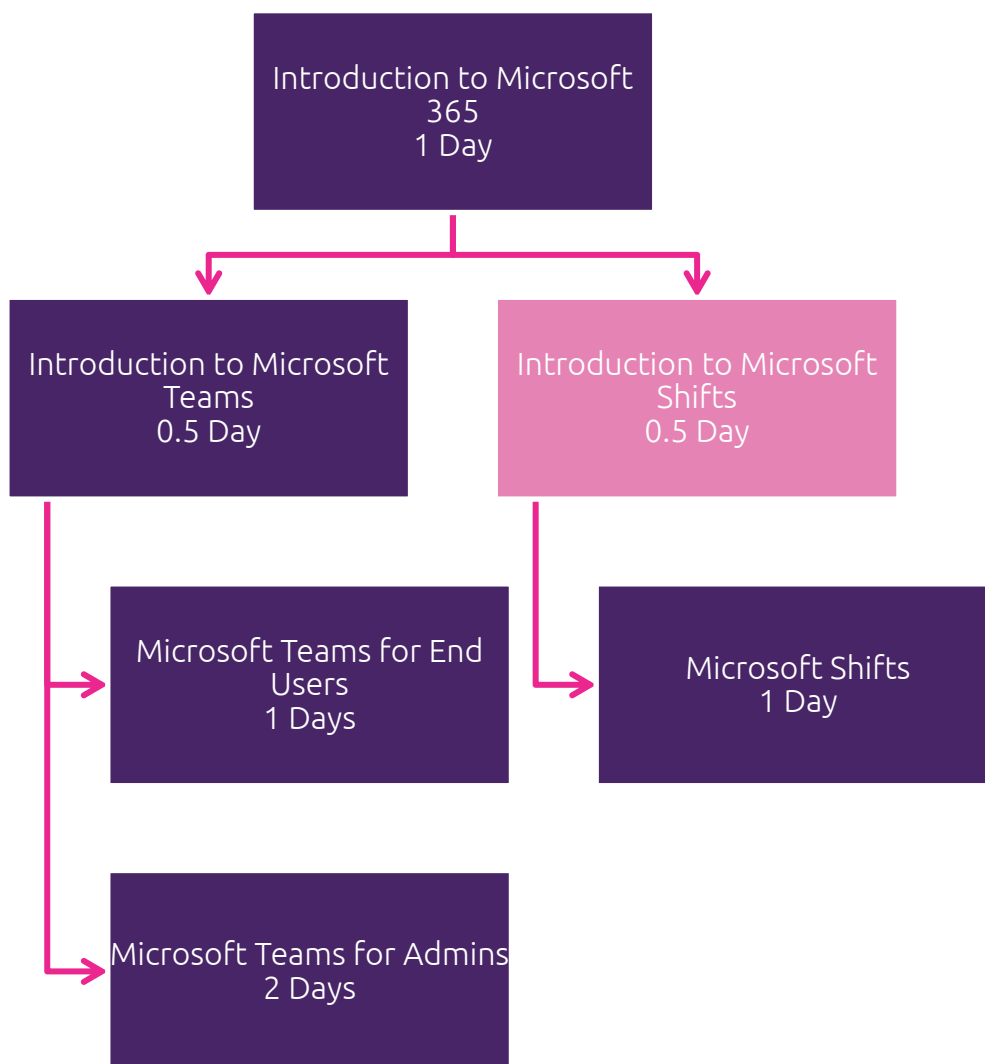 Introduction to Microsoft
365
1 Day
Introduction to Microsoft
Teams
0.5 Day
Introduction to Microsoft
Shifts
0.5 Day
Microsoft Teams for End
Users
1 Days
Microsoft Shifts
1 Day
Microsoft Teams for Admins
2 Days